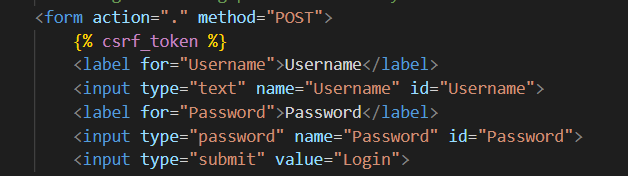 <form action="." method="POST">
{% csrf_token %}
<label for="Username">Username</label>
<input type="text" name="Username" id="Username">
<label for="Password">Password</label>
<input type="password" name="Password" id="Password">
<input type="submit" value="Login">